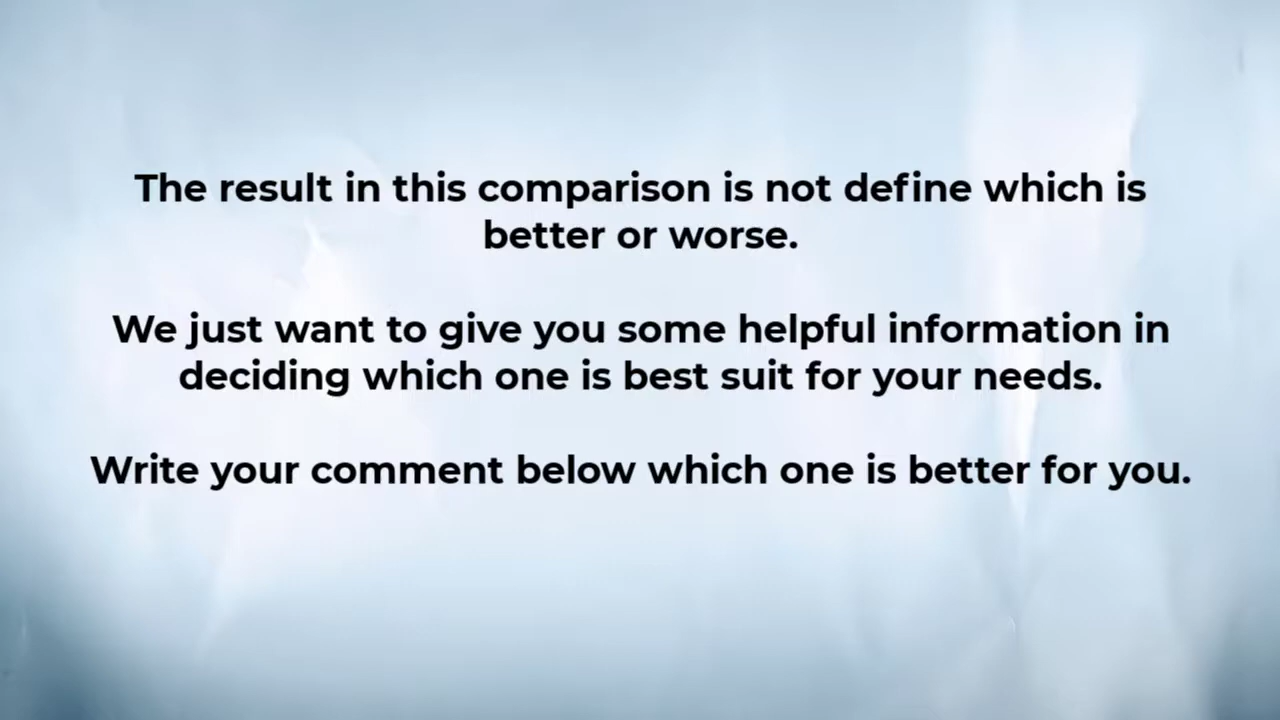 The result in this comparison is not define which is
better or worse.
We just want to give you some helpful information in
deciding which one is best suit for your needs.
Write your comment below which one is better for you.